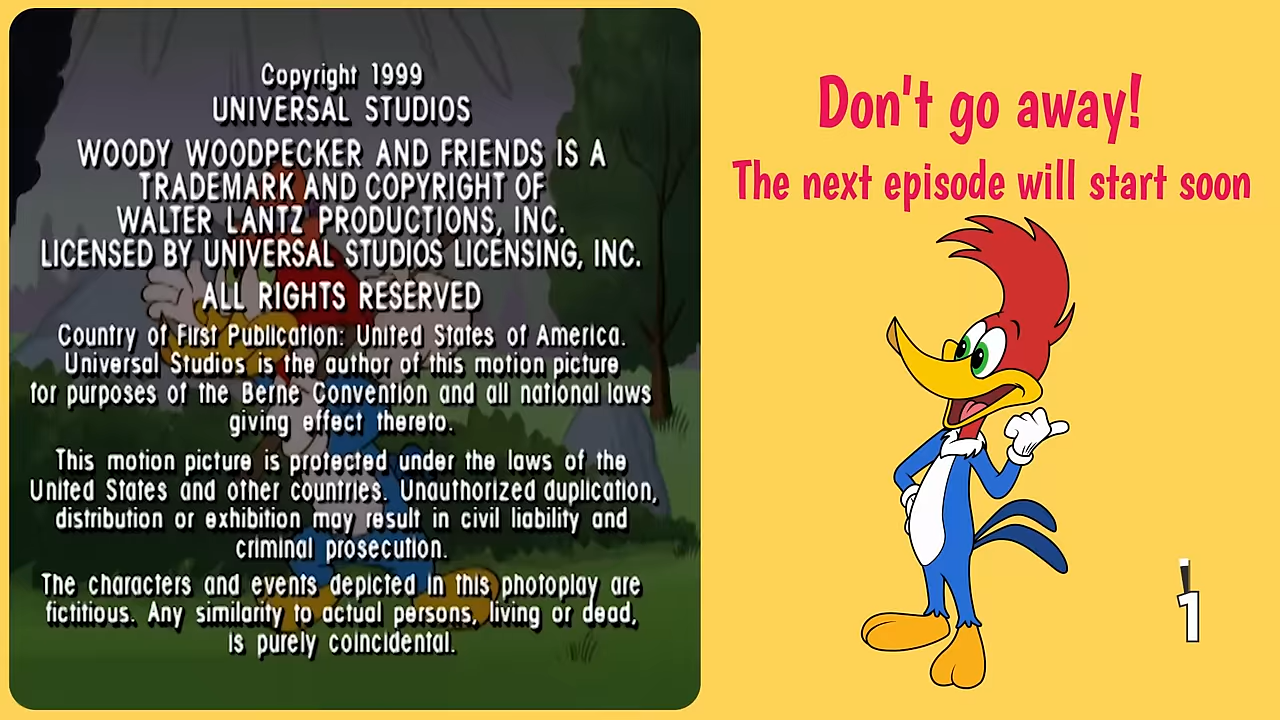 Copyright 1999
UNIVERSAL STUDIOS
WOODY WOODPECKER AND FRIENDS IS A
TRADEMARK AND COPYRIGHT OF
WALTER LANTZ PRODUCTIONS, INC.
LICENSED BY UNIVERSAL STUDIOS LICENSING, INC.
ALL RIGHTS RESERVED
Country of First Publication: United States of America.
Universal Studios is the author of this motion picture
for purposes of the Berne Convention and all national laws
giving effect thereto.
This motion picture is protected under the laws of the
United States and other countries. Unauthorized duplication,
distribution or exhibition may result in civil liability and
criminal prosecution.
The characters and events depicted in this photoplay are
fictitious. Any similarity to actual persons, living or dead,
is purely coincidental.
Don't go away!
The next episode will start soon
1